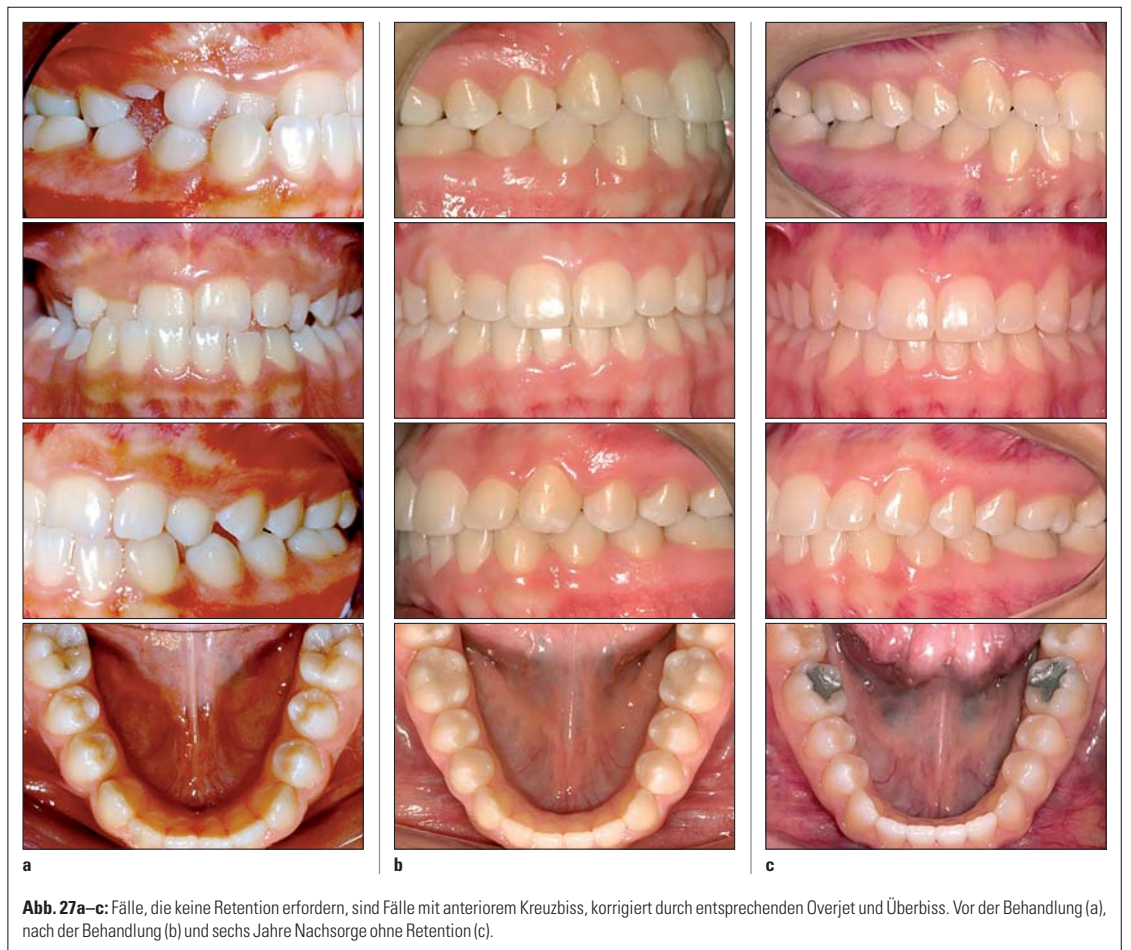 a
b
c
Abb. 27a–c: Fälle, die keine Retention erfordern, sind Fälle mit anteriorem Kreuzbiss, korrigiert durch entsprechenden Overjet und Überbiss. Vor der Behandlung (a),
nach der Behandlung (b) und sechs Jahre Nachsorge ohne Retention (c).